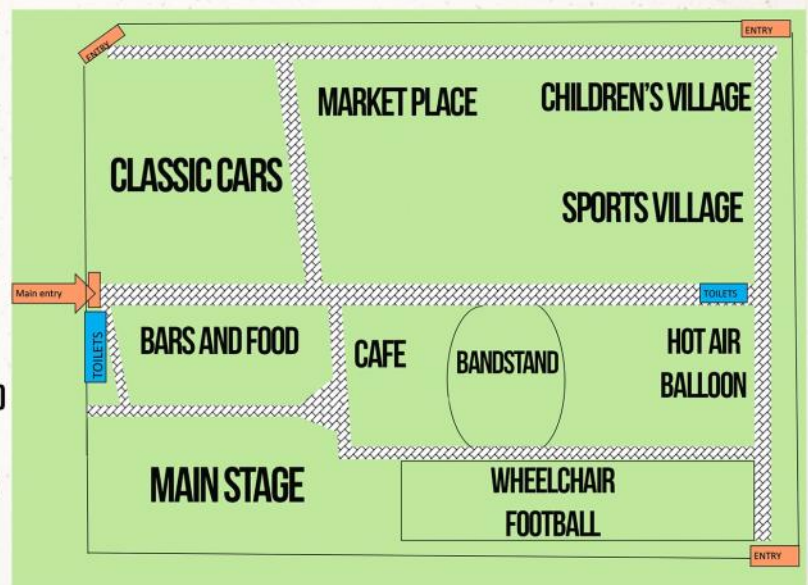 ENTRY
ENTRY
MARKET PLACE
CHILDREN'S VILLAGE
CLASSIC CARS
SPORTS VILLAGE
Main entry
TOILETS
TOILETS
BARS AND FOOD
CAFE
BANDSTAND
HOT AIR
BALLOON
MAIN STAGE
WHEELCHAIR
FOOTBALL
ENTRY